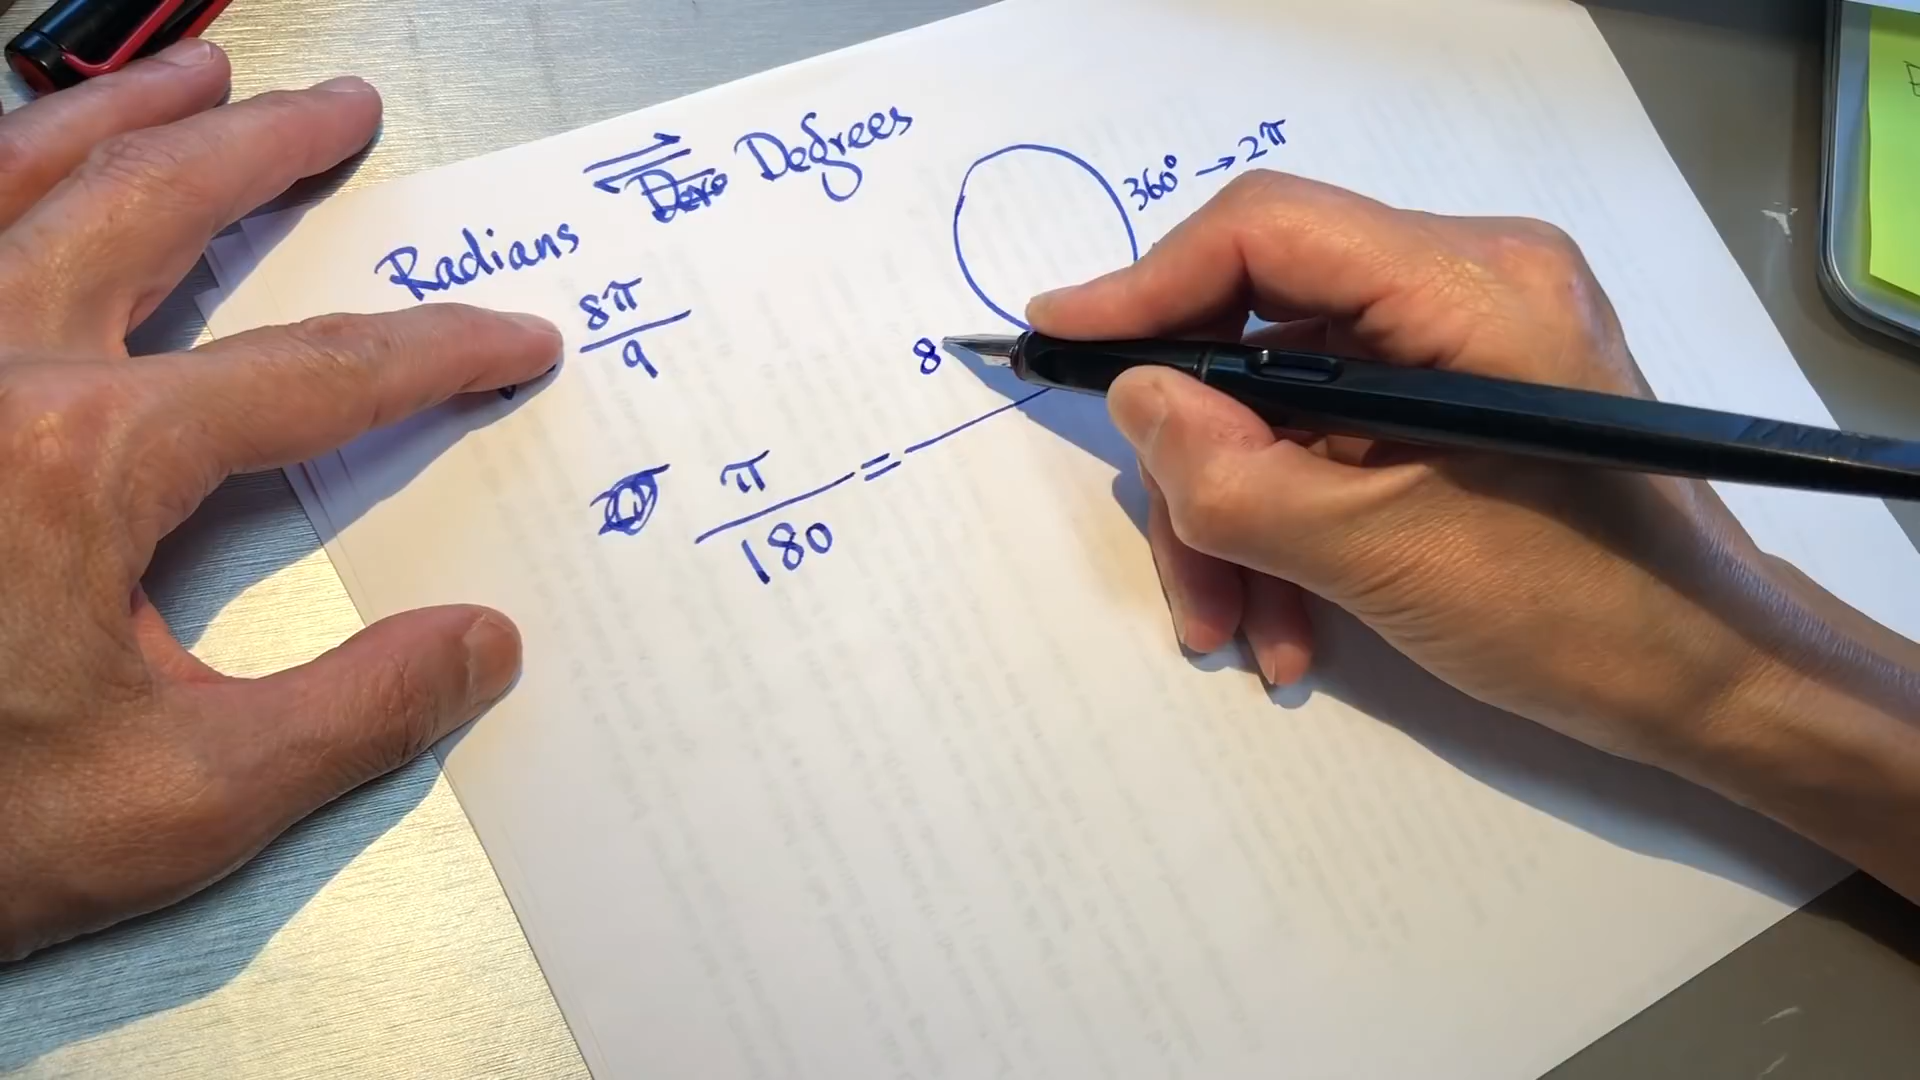 Radians ⇌ Degrees
360° → 2π
8π
9
8
π
=
180